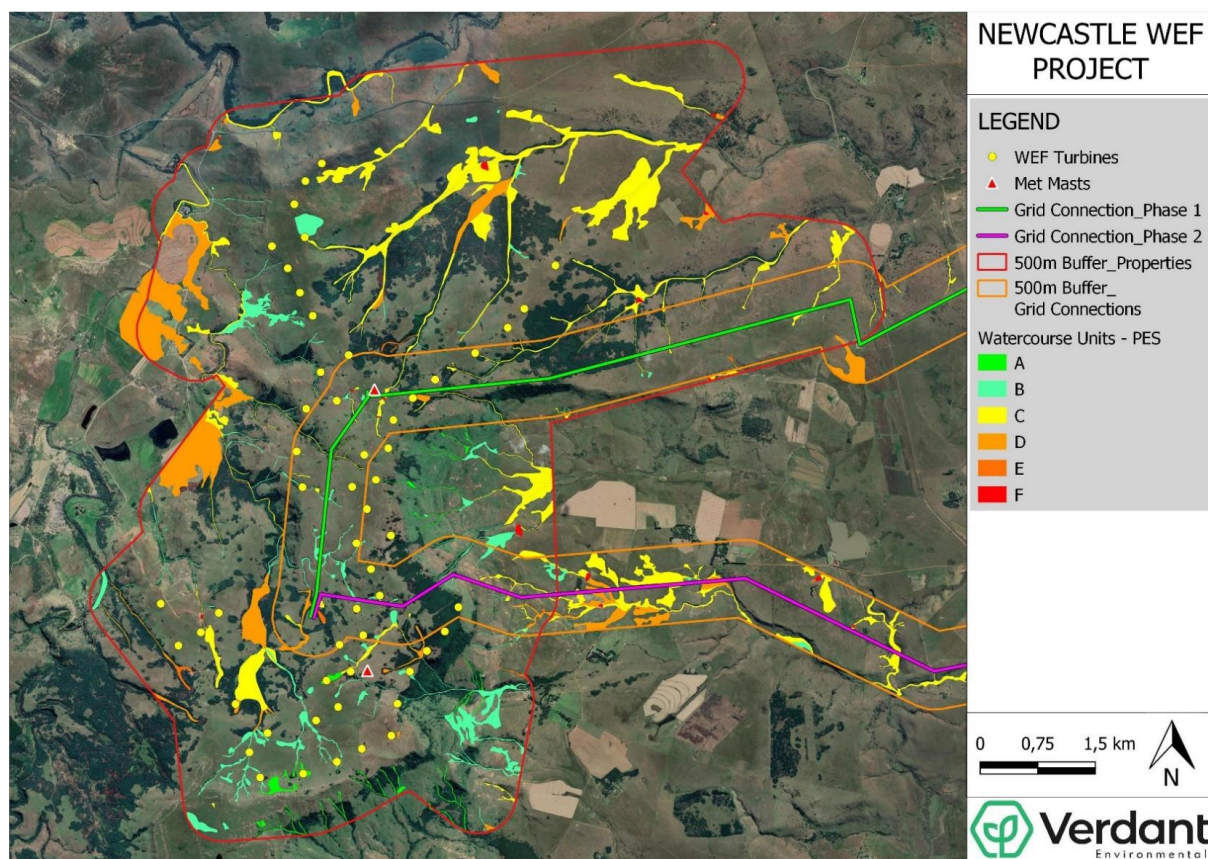 NEWCASTLE WEF
PROJECT
LEGEND
WEF Turbines
Met Masts
Grid Connection_Phase 1
Grid Connection_Phase 2
500m Buffer_Properties
500m Buffer_
Grid Connections
Watercourse Units - PES
A
B
C
D
E
F
0 0,75 1,5 km
N
Verdant
Environmental